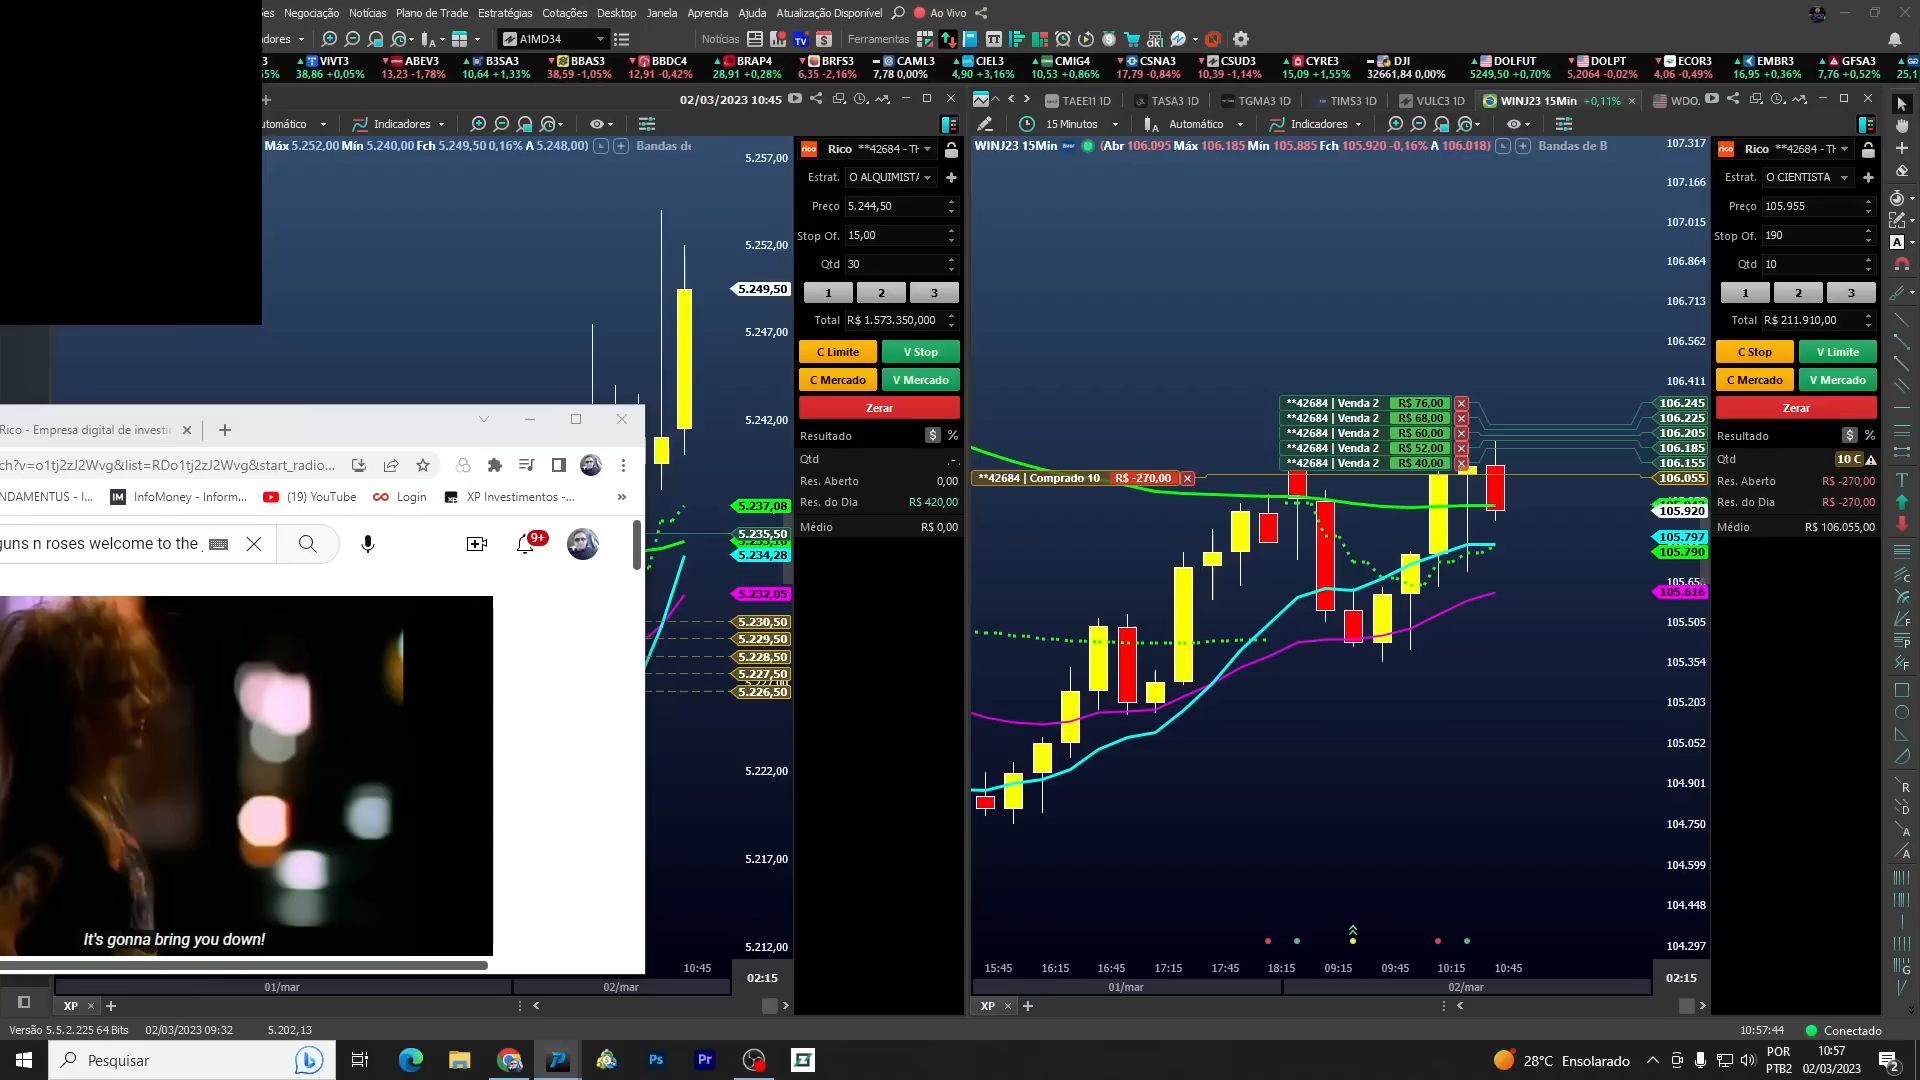 ões Negociação Notícias Plano de Trade Estratégias Cotações Desktop Janela Aprenda Ajuda Atualização Disponível Ao Vivo
dores A1MD34 Notícias Ferramentas
3 VIVT3 ABEV3 B3SA3 BBAS3 BBDC4 BRAP4 BRFS3 CAML3 CIEL3 CMIG4 CSNA3 CSUD3 CYRE3 DJI DOLFUT DOLPT ECOR3 EMBR3 GFSA3
65% 38,86 +0,05% 13,23 -1,78% 10,64 +1,33% 38,59 -1,05% 12,91 -0,42% 28,91 +0,28% 6,35 -2,16% 7,78 0,00% 4,90 +3,16% 10,53 +0,86% 17,79 -0,84% 10,39 -1,14% 15,09 +1,55% 32661,84 0,00% 5249,50 +0,70% 5,2064 -0,02% 4,06 -0,49% 16,95 +0,36% 7,76 +0,52% 25,1
02/03/2023 10:45
utomático Indicadores
Máx 5.252,00 Mín 5.240,00 Fch 5.249,50 0,16% A 5.248,00) Bandas de
5.257,00
5.252,00
5.249,50
5.247,00
5.242,00
5.237,08
5.235,50
5.234,28
5.232,05
5.230,50
5.229,50
5.228,50
5.227,50
5.226,50
5.222,00
5.217,00
5.212,00
rico Rico **42684 - Th
Estrat. O ALQUIMISTA
Preço 5.244,50
Stop Of. 15,00
Qtd 30
1 2 3
Total R$ 1.573.350,000
C Limite V Stop
C Mercado V Mercado
Zerar
Resultado $ %
Qtd .-.
Res. Aberto 0,00
Res. do Dia R$ 420,00
Médio R$ 0,00
TAEE11 1D TASA3 1D TGMA3 1D TIMS3 1D VULC3 1D WINJ23 15Min +0,11% WDO.
15 Minutos Automático Indicadores
WINJ23 15Min (Abr 106.095 Máx 106.185 Mín 105.885 Fch 105.920 -0,16% A 106.018) Bandas de B
107.317
107.166
107.015
106.864
106.713
106.562
106.411
**42684 | Venda 2 R$ 76,00 106.245
**42684 | Venda 2 R$ 68,00 106.225
**42684 | Venda 2 R$ 60,00 106.205
**42684 | Venda 2 R$ 52,00 106.185
**42684 | Venda 2 R$ 40,00 106.155
**42684 | Comprado 10 R$ -270,00 106.055
105.920
105.797
105.790
105.616
105.505
105.354
105.203
105.052
104.901
104.750
104.599
104.448
104.297
15:45 16:15 16:45 17:15 17:45 18:15 09:15 09:45 10:15 10:45
02:15
01/mar 02/mar
XP
rico Rico **42684 - Th
Estrat. O CIENTISTA
Preço 105.955
Stop Of. 190
Qtd 10
1 2 3
Total R$ 211.910,00
C Stop V Limite
C Mercado V Mercado
Zerar
Resultado $ %
Qtd 10 C
Res. Aberto R$ -270,00
Res. do Dia R$ -270,00
Médio R$ 106.055,00
Rico - Empresa digital de investir
ch?v=o1tj2zJ2Wvg&list=RDo1tj2zJ2Wvg&start_radio...
NDAMENTUS - I... IM InfoMoney - Inform... (19) YouTube Login XP Investimentos -...
guns n roses welcome to the j 9+
It's gonna bring you down!
10:45
02:15
01/mar 02/mar
XP
Versão 5.5.2.225 64 Bits 02/03/2023 09:32 5.202,13 10:57:44 Conectado
Pesquisar Ps Pr 28°C Ensolarado POR PTB2 10:57 02/03/2023 2